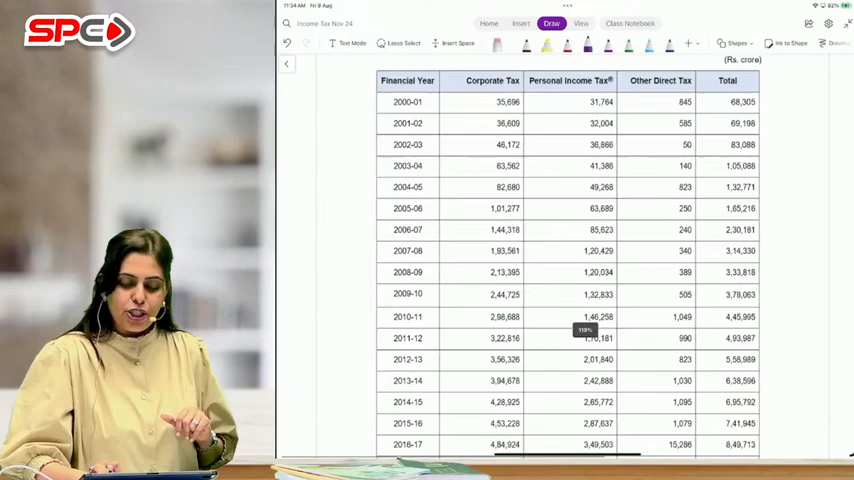 11:04 AM Fri 9 Aug
92%
SPC
Income Tax Nov 24
Home Insert Draw View Class Notebook
Text Mode Lasso Select Insert Space Shapes Ink to Shape Drawing
(Rs. crore)
Financial Year Corporate Tax Personal Income Tax@ Other Direct Tax Total
2000-01 35,696 31,764 845 68,305
2001-02 36,609 32,004 585 69,198
2002-03 46,172 36,866 50 83,088
2003-04 63,562 41,386 140 1,05,088
2004-05 82,680 49,268 823 1,32,771
2005-06 1,01,277 63,689 250 1,65,216
2006-07 1,44,318 85,623 240 2,30,181
2007-08 1,93,561 1,20,429 340 3,14,330
2008-09 2,13,395 1,20,034 389 3,33,818
2009-10 2,44,725 1,32,833 505 3,78,063
2010-11 2,98,688 1,46,258 1,049 4,45,995
115%
2011-12 3,22,816 1,70,181 990 4,93,987
2012-13 3,56,326 2,01,840 823 5,58,989
2013-14 3,94,678 2,42,888 1,030 6,38,596
2014-15 4,28,925 2,65,772 1,095 6,95,792
2015-16 4,53,228 2,87,637 1,079 7,41,945
2016-17 4,84,924 3,49,503 15,286 8,49,713